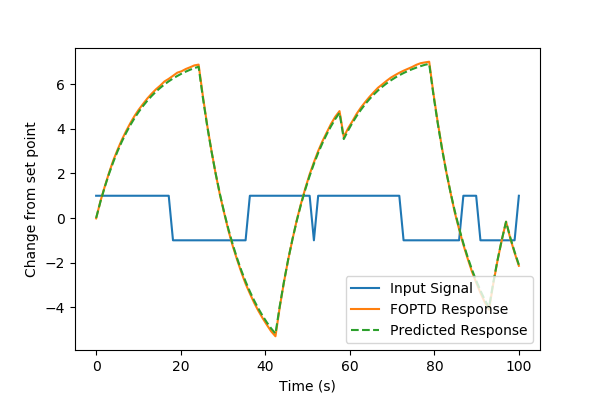 6
4
2
0
−2
−4
0
20
40
60
80
100
Change from set point
Time (s)
Input Signal
FOPTD Response
Predicted Response